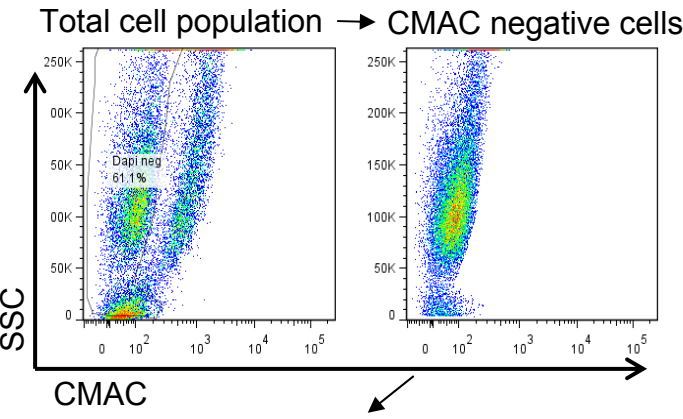 Total cell population → CMAC negative cells
250K
00K
50K
00K
50K
0
Dapi neg
61.1%
0 10² 10³ 10⁴ 10⁵
250K
200K
150K
100K
50K
0
0 10² 10³ 10⁴ 10⁵
SSC
CMAC